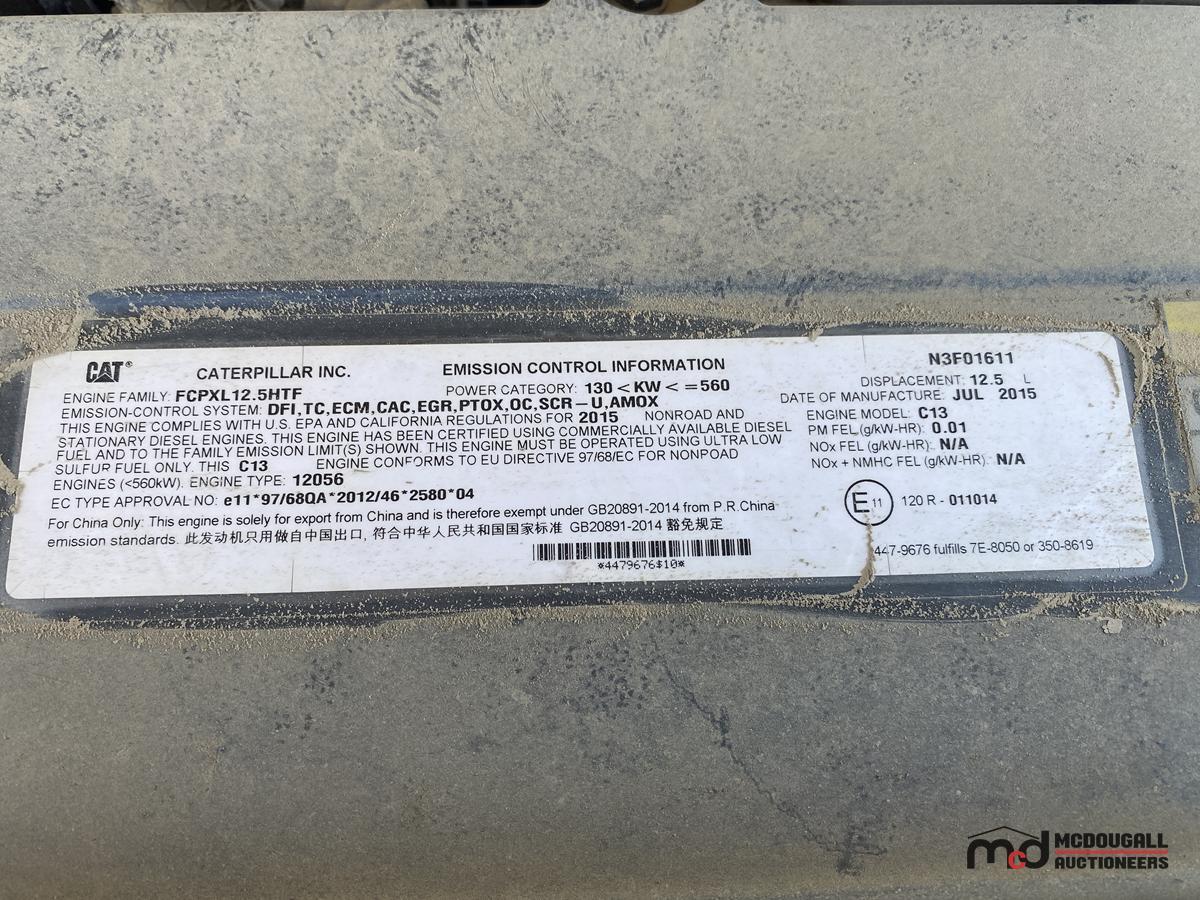 CAT® CATERPILLAR INC. EMISSION CONTROL INFORMATION N3F01611
ENGINE FAMILY: FCPXL12.5HTF POWER CATEGORY: 130 < KW < = 560 DISPLACEMENT: 12.5 L
EMISSION-CONTROL SYSTEM: DFI,TC,ECM,CAC,EGR,PTOX,OC,SCR-U,AMOX DATE OF MANUFACTURE: JUL 2015
THIS ENGINE COMPLIES WITH U.S. EPA AND CALIFORNIA REGULATIONS FOR 2015 NONROAD AND ENGINE MODEL: C13
STATIONARY DIESEL ENGINES. THIS ENGINE HAS BEEN CERTIFIED USING COMMERCIALLY AVAILABLE DIESEL PM FEL (g/kW-HR): 0.01
FUEL AND TO THE FAMILY EMISSION LIMIT(S) SHOWN. THIS ENGINE MUST BE OPERATED USING ULTRA LOW NOx FEL (g/kW-HR): N/A
SULFUR FUEL ONLY. THIS C13 ENGINE CONFORMS TO EU DIRECTIVE 97/68/EC FOR NONPOAD NOx + NMHC FEL (g/kW-HR): N/A
ENGINES (<560kW). ENGINE TYPE: 12056
EC TYPE APPROVAL NO: e11*97/68QA*2012/46*2580*04 E 11 120 R - 011014
For China Only: This engine is solely for export from China and is therefore exempt under GB20891-2014 from P.R.China
emission standards. 此发动机只用做自中国出口, 符合中华人民共和国国家标准 GB20891-2014 豁免规定
*4479676$10* 447-9676 fulfills 7E-8050 or 350-8619
mcd MCDOUGALL
AUCTIONEERS